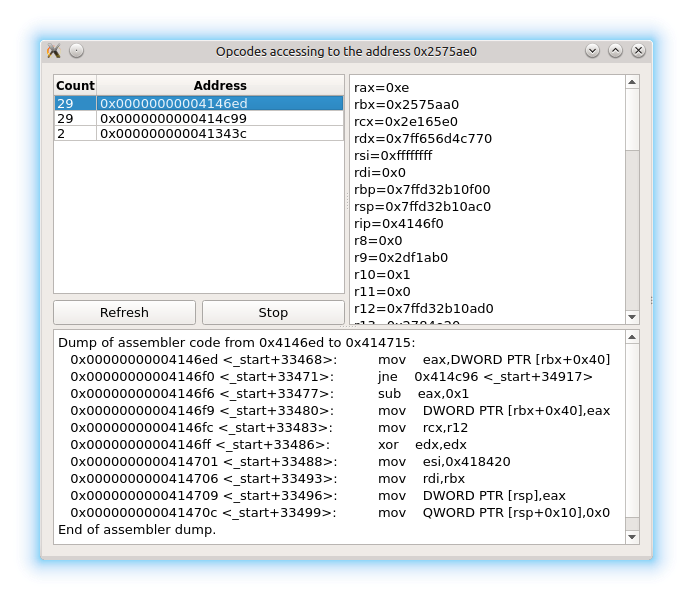 Opcodes accessing to the address 0x2575ae0
Count Address
29 0x00000000004146ed
29 0x0000000000414c99
2 0x000000000041343c
rax=0xe
rbx=0x2575aa0
rcx=0x2e165e0
rdx=0x7ff656d4c770
rsi=0xffffffff
rdi=0x0
rbp=0x7ffd32b10f00
rsp=0x7ffd32b10ac0
rip=0x4146f0
r8=0x0
r9=0x2df1ab0
r10=0x1
r11=0x0
r12=0x7ffd32b10ad0
Refresh Stop
Dump of assembler code from 0x4146ed to 0x414715:
0x00000000004146ed <_start+33468>: mov eax,DWORD PTR [rbx+0x40]
0x00000000004146f0 <_start+33471>: jne 0x414c96 <_start+34917>
0x00000000004146f6 <_start+33477>: sub eax,0x1
0x00000000004146f9 <_start+33480>: mov DWORD PTR [rbx+0x40],eax
0x00000000004146fc <_start+33483>: mov rcx,r12
0x00000000004146ff <_start+33486>: xor edx,edx
0x0000000000414701 <_start+33488>: mov esi,0x418420
0x0000000000414706 <_start+33493>: mov rdi,rbx
0x0000000000414709 <_start+33496>: mov DWORD PTR [rsp],eax
0x000000000041470c <_start+33499>: mov QWORD PTR [rsp+0x10],0x0
End of assembler dump.